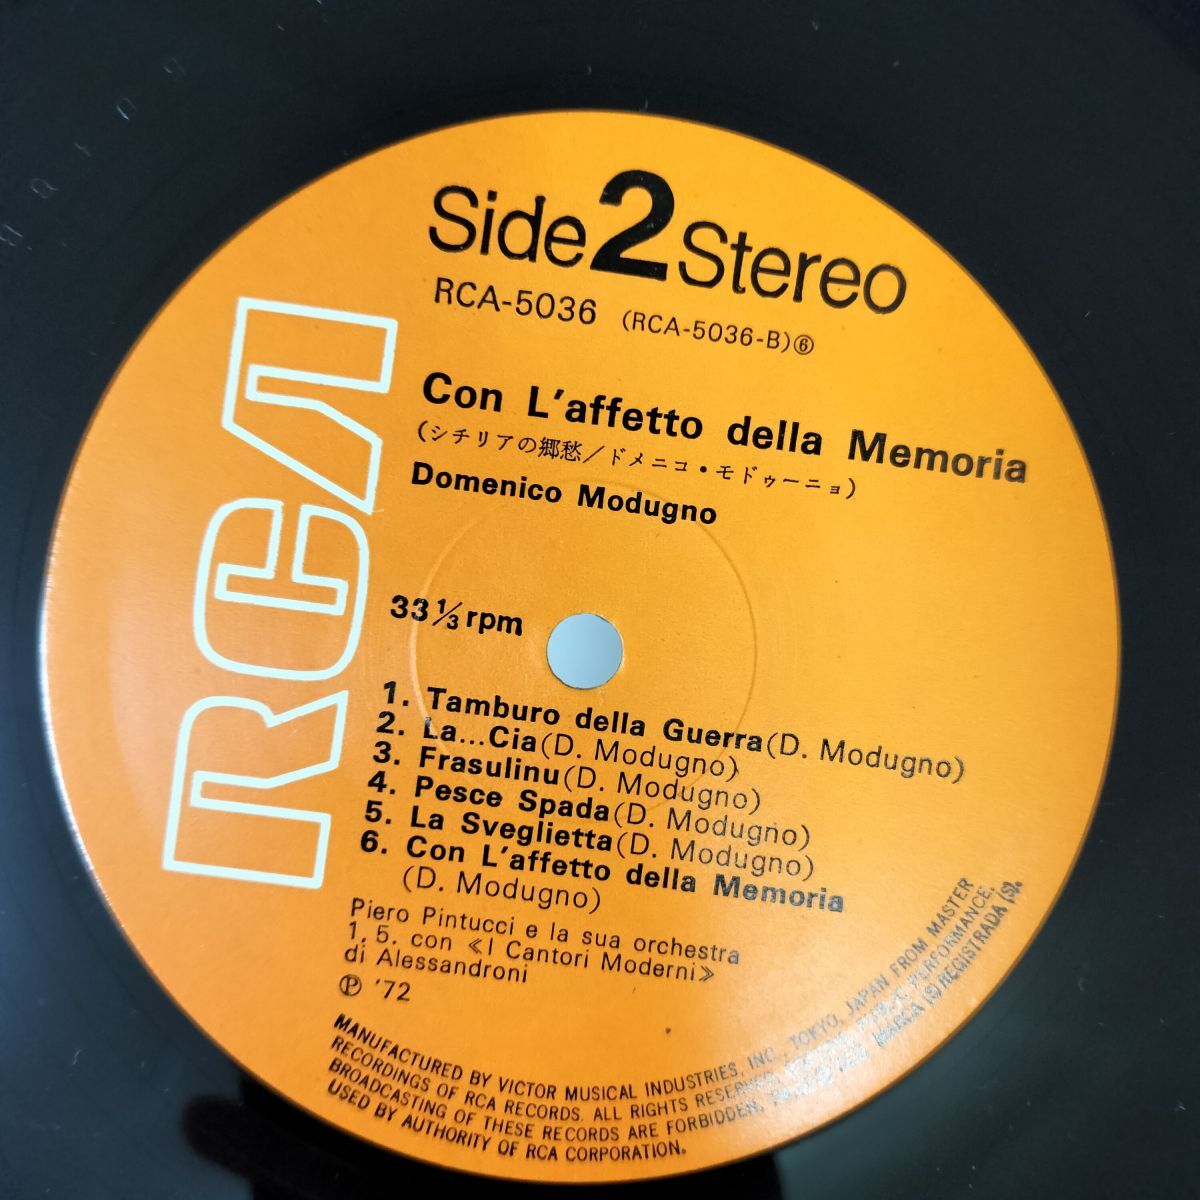 Side 2 Stereo
RCA-5036 (RCA-5036-B)⑥
Con L'affetto della Memoria
(シチリアの郷愁／ドメニコ・モドゥーニョ)
Domenico Modugno
RCA
33⅓rpm
1. Tamburo della Guerra(D. Modugno)
2. La...Cia(D. Modugno)
3. Frasulinu(D. Modugno)
4. Pesce Spada(D. Modugno)
5. La Sveglietta(D. Modugno)
6. Con L'affetto della Memoria
(D. Modugno)
Piero Pintucci e la sua orchestra
1, 5. con ≪I Cantori Moderni≫
di Alessandroni
Ⓟ '72
MANUFACTURED BY VICTOR MUSICAL INDUSTRIES, INC., TOKYO, JAPAN FROM MASTER
RECORDINGS OF RCA RECORDS. ALL RIGHTS RESERVED. PUBLIC PERFORMANCE,
BROADCASTING OF THESE RECORDS ARE FORBIDDEN. MARCA (S) REGISTRADA (S).
USED BY AUTHORITY OF RCA CORPORATION.